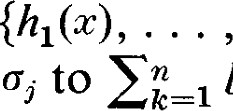 {h₁(x), . . . ,
σⱼ to ∑ⁿₖ₌₁ l